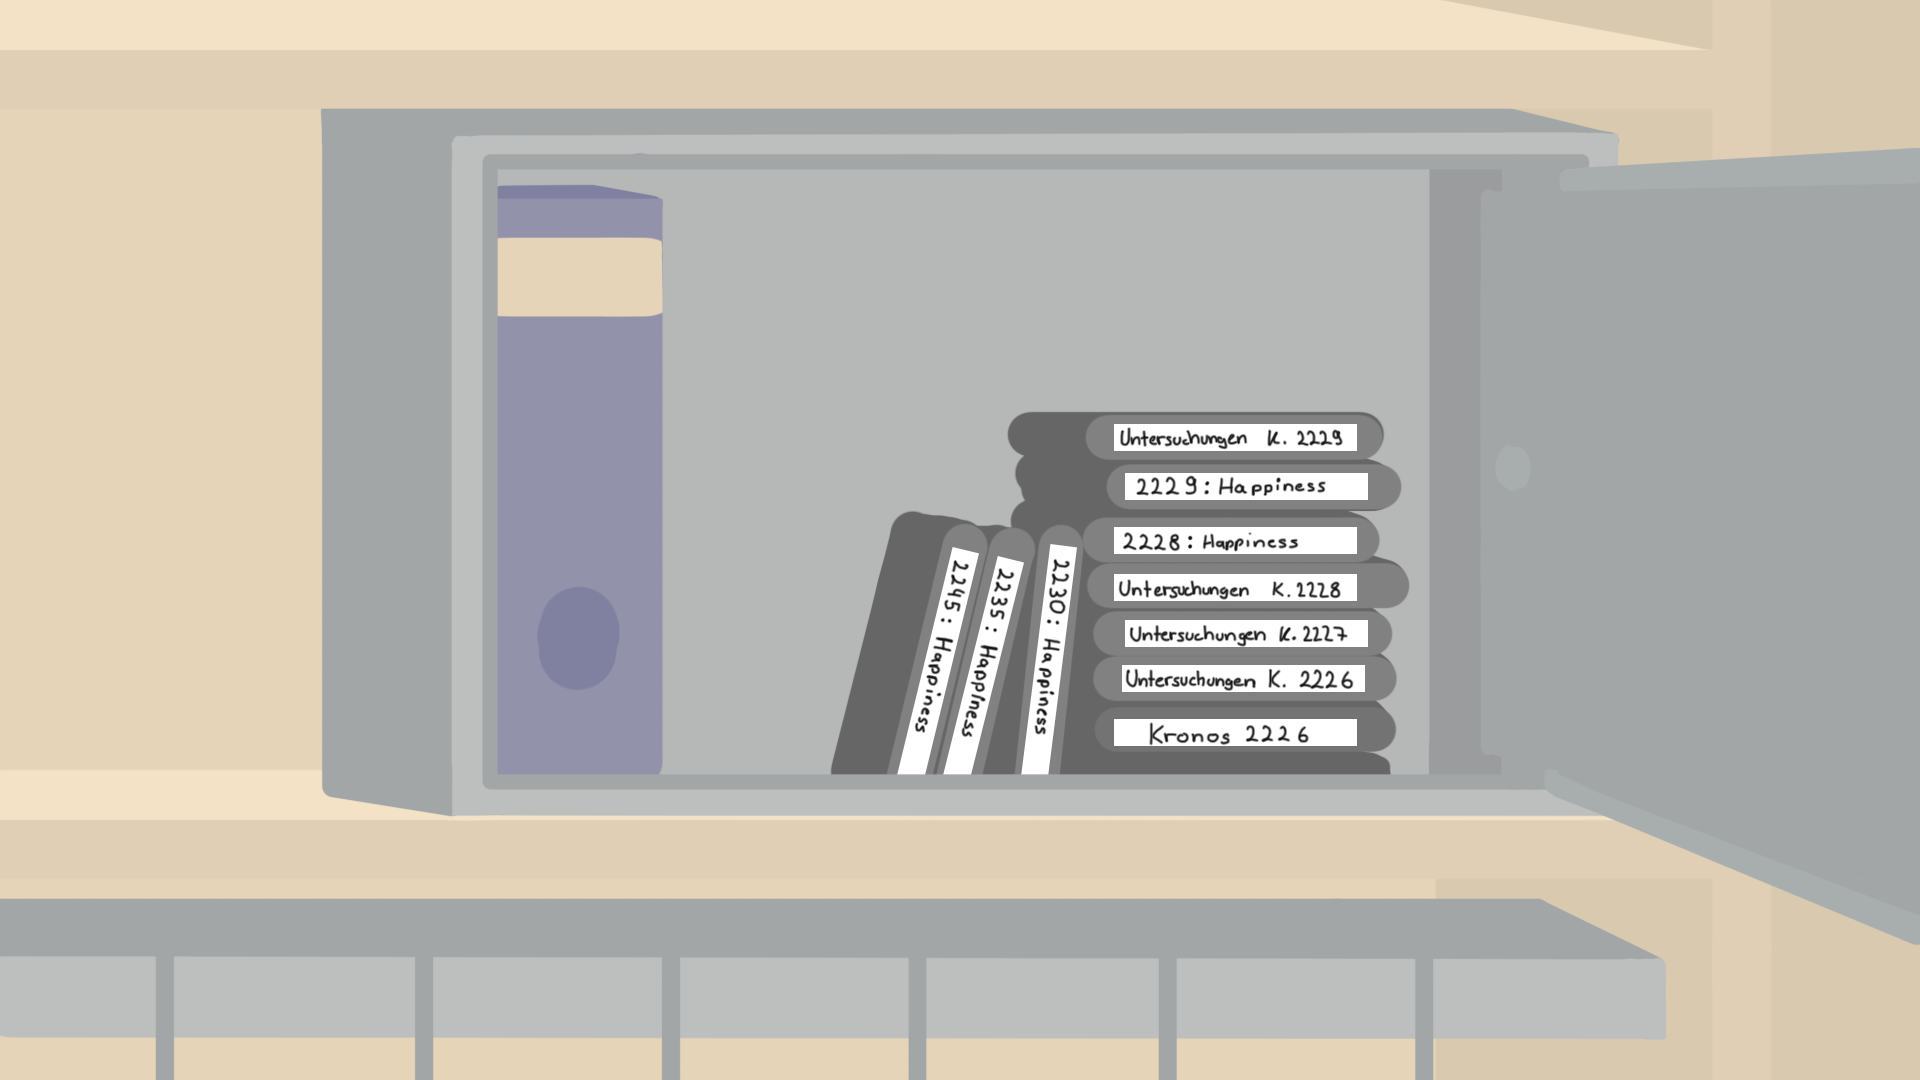 Untersuchungen K. 2229
2229: Happiness
2228: Happiness
Untersuchungen K. 2228
Untersuchungen K. 2227
Untersuchungen K. 2226
Kronos 2226
2245: Happiness
2235: Happiness
2230: Happiness